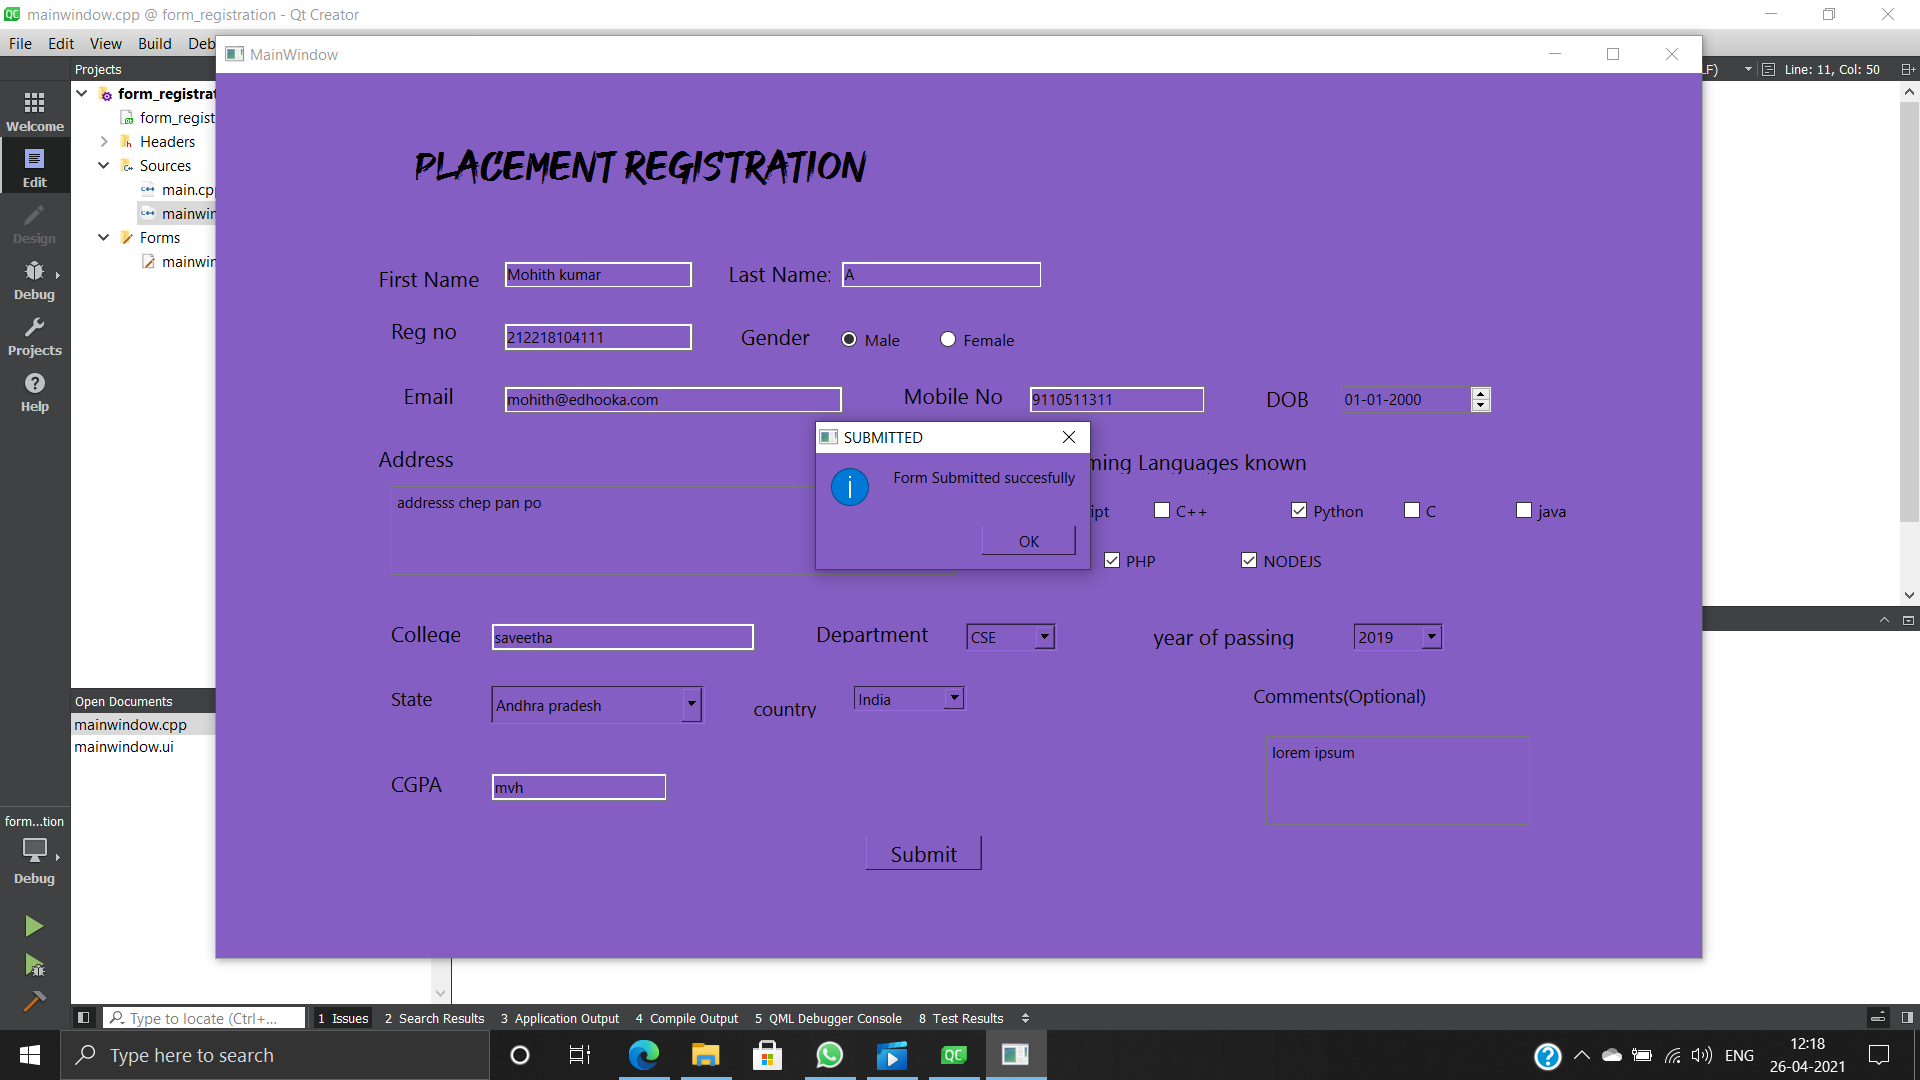 mainwindow.cpp @ form_registration - Qt Creator
File Edit View Build Deb
MainWindow
Projects
LF)
Line: 11, Col: 50
form_registrat
form_regist
Headers
Sources
main.cpp
mainwin
Forms
mainwin
Welcome
Edit
Design
Debug
Projects
Help
PLACEMENT REGISTRATION
First Name
Mohith kumar
Last Name:
A
Reg no
212218104111
Gender
Male
Female
Email
mohith@edhooka.com
Mobile No
9110511311
DOB
01-01-2000
SUBMITTED
Form Submitted succesfully
OK
Address
addresss chep pan po
ming Languages known
ipt
C++
Python
C
java
PHP
NODEJS
College
saveetha
Department
CSE
year of passing
2019
State
Andhra pradesh
country
India
Comments(Optional)
lorem ipsum
CGPA
mvh
Submit
Open Documents
mainwindow.cpp
mainwindow.ui
form...tion
Debug
Type to locate (Ctrl+...
1 Issues
2 Search Results
3 Application Output
4 Compile Output
5 QML Debugger Console
8 Test Results
Type here to search
QC
ENG
12:18
26-04-2021